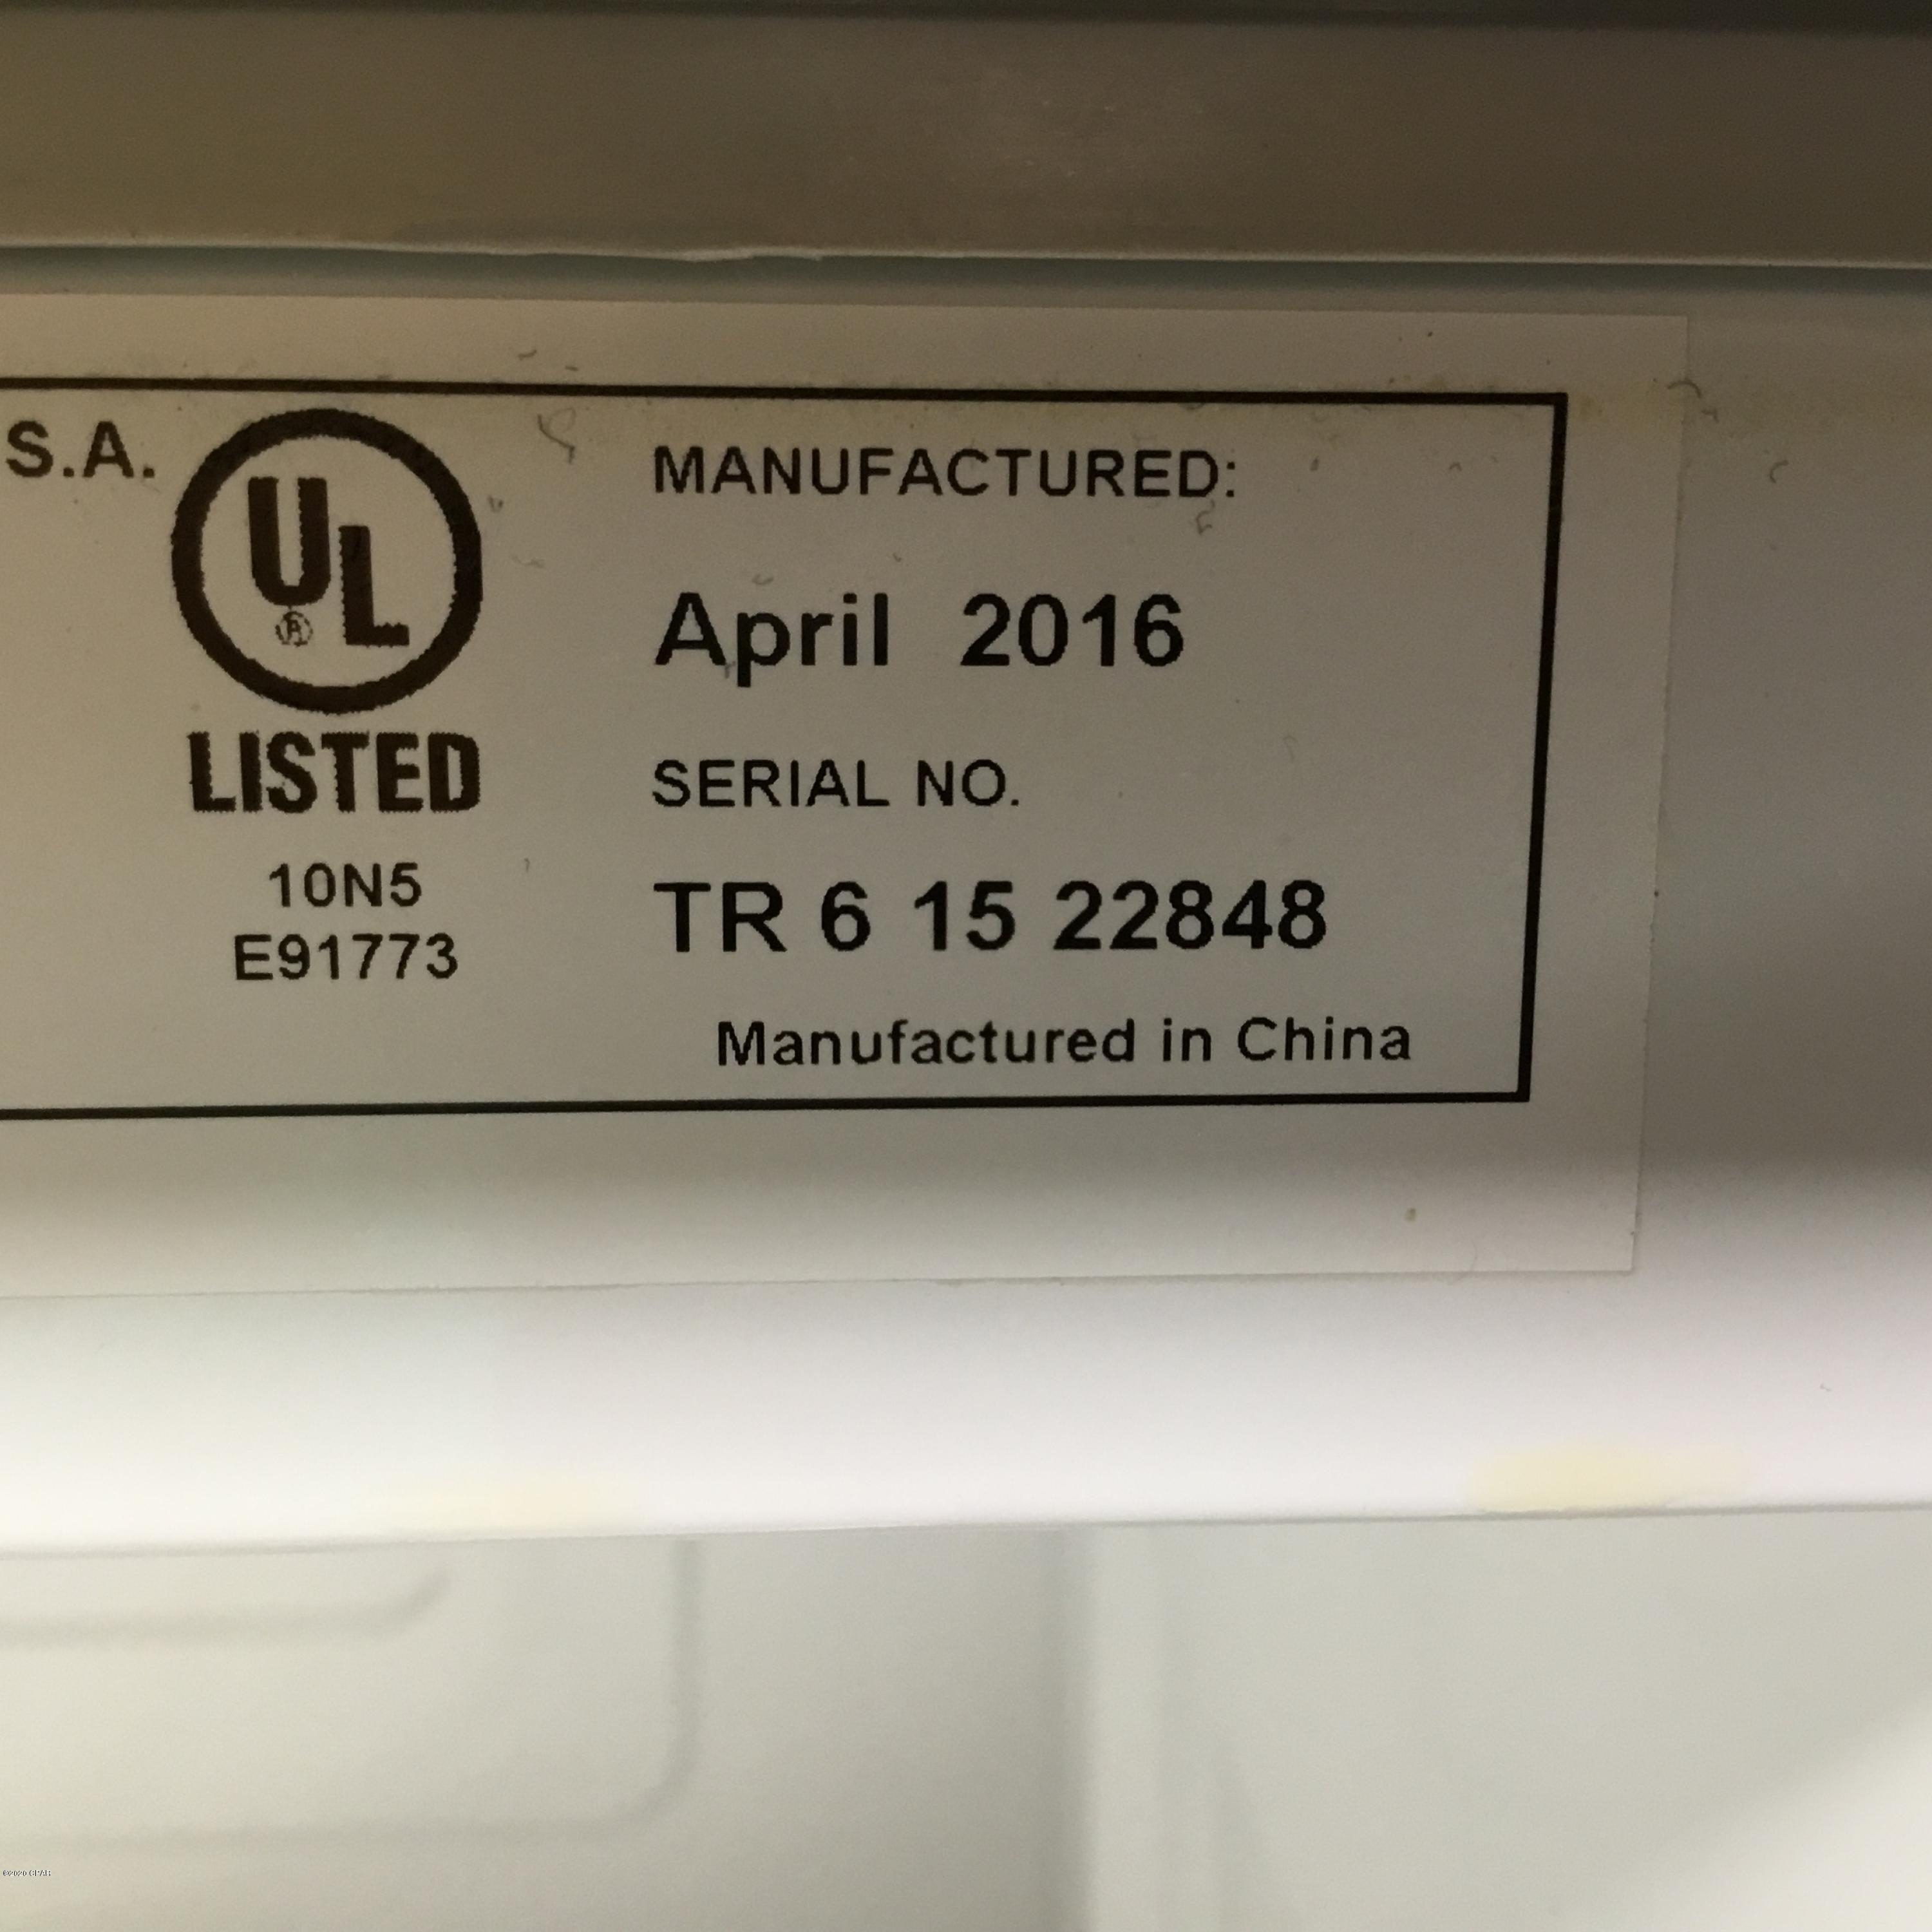 S.A.
UL
®
LISTED
10N5
E91773
MANUFACTURED:
April 2016
SERIAL NO.
TR 6 15 22848
Manufactured in China